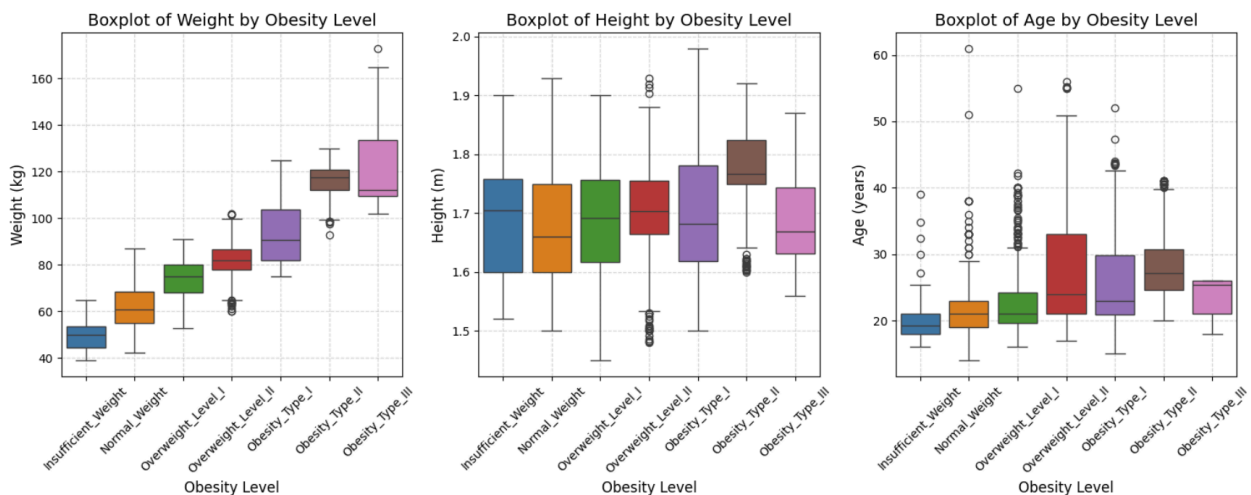 Boxplot of Weight by Obesity Level
160
140
120
100
80
60
40
Weight (kg)
Insufficient_Weight
Normal_Weight
Overweight_Level_I
Overweight_Level_II
Obesity_Type_I
Obesity_Type_II
Obesity_Type_III
Obesity Level
Boxplot of Height by Obesity Level
2.0
1.9
1.8
1.7
1.6
1.5
Height (m)
Insufficient_Weight
Normal_Weight
Overweight_Level_I
Overweight_Level_II
Obesity_Type_I
Obesity_Type_II
Obesity_Type_III
Obesity Level
Boxplot of Age by Obesity Level
60
50
40
30
20
Age (years)
Insufficient_Weight
Normal_Weight
Overweight_Level_I
Overweight_Level_II
Obesity_Type_I
Obesity_Type_II
Obesity_Type_III
Obesity Level